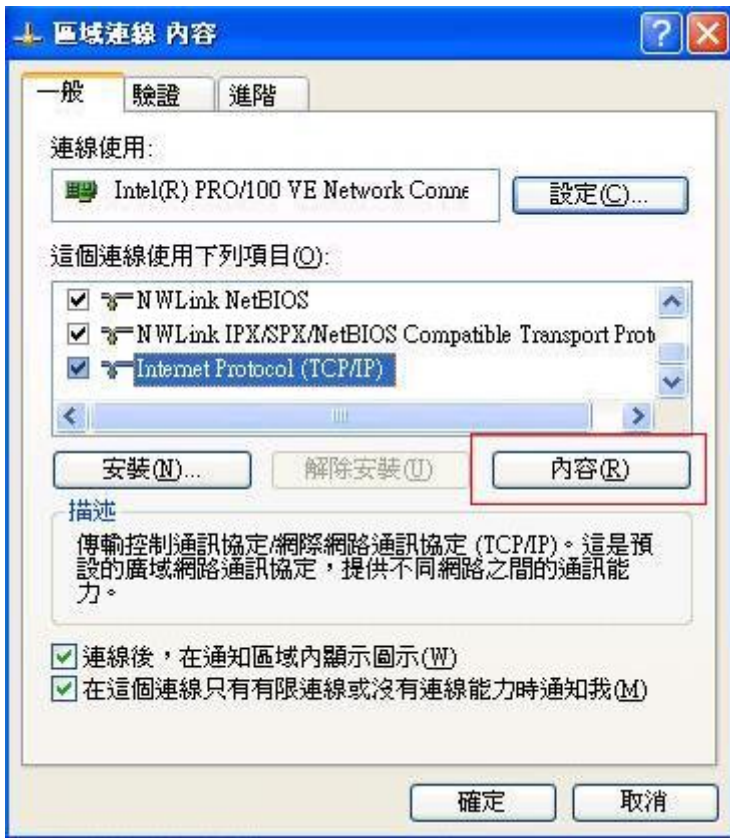 區域連線 內容
一般 驗證 進階
連線使用:
Intel(R) PRO/100 VE Network Conne 設定(C)...
這個連線使用下列項目(O):
NWLink NetBIOS
NWLink IPX/SPX/NetBIOS Compatible Transport Prot
Internet Protocol (TCP/IP)
安裝(N)... 解除安裝(U) 內容(R)
描述
傳輸控制通訊協定/網際網路通訊協定 (TCP/IP)。這是預
設的廣域網路通訊協定，提供不同網路之間的通訊能
力。
連線後，在通知區域內顯示圖示(W)
在這個連線只有有限連線或沒有連線能力時通知我(M)
確定 取消